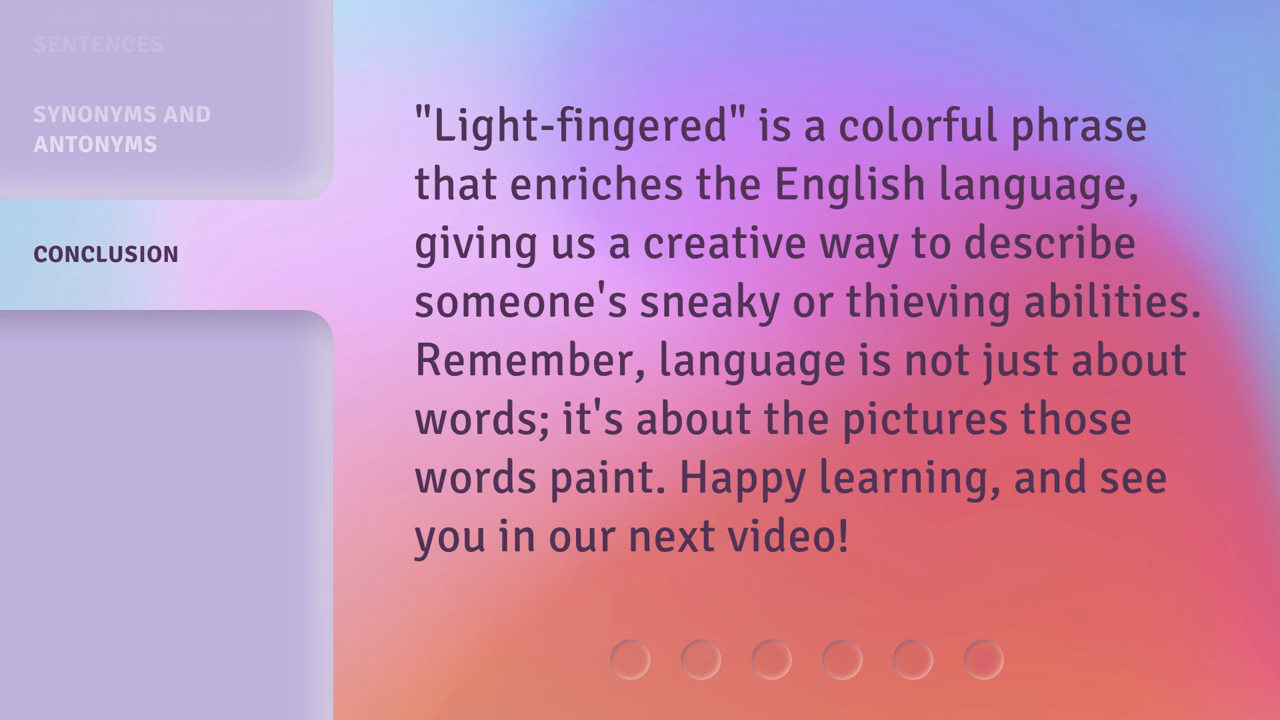 SENTENCES
SYNONYMS AND
ANTONYMS
CONCLUSION
"Light-fingered" is a colorful phrase
that enriches the English language,
giving us a creative way to describe
someone's sneaky or thieving abilities.
Remember, language is not just about
words; it's about the pictures those
words paint. Happy learning, and see
you in our next video!